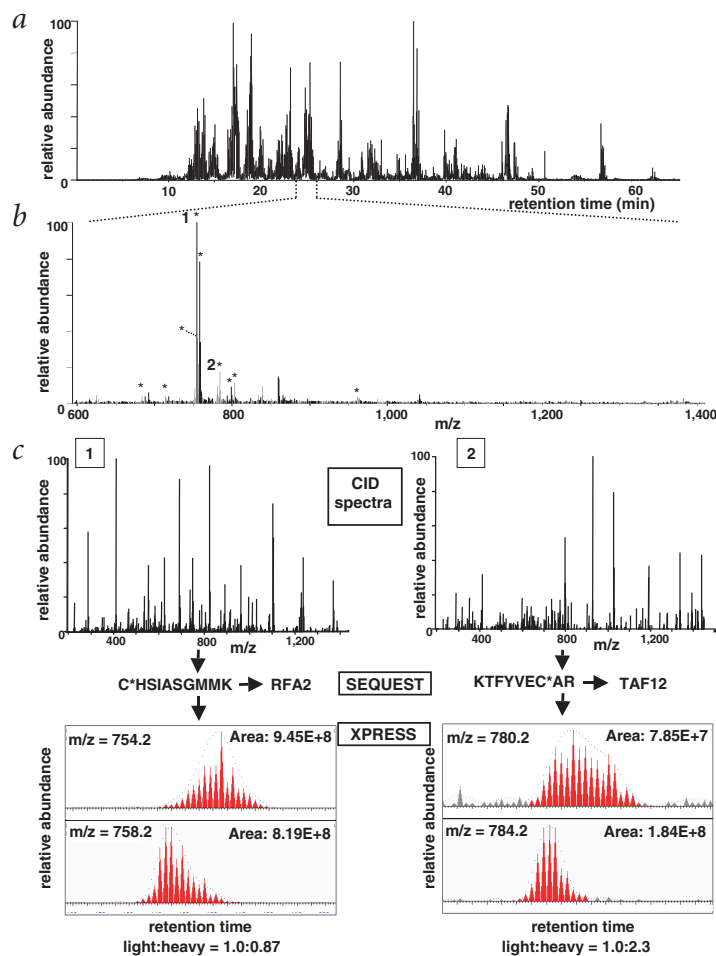 a
100
relative abundance
0
10
20
30
40
50
60
retention time (min)
b
100
1 *
*
*
2 *
* * * * *
relative abundance
0
600
800
1,000
1,200
1,400
m/z
c
1
2
CID
spectra
100
relative abundance
0
400
800
1,200
m/z
100
relative abundance
0
400
800
1,200
m/z
C*HSIASGMMK
RFA2
SEQUEST
KTFYVEC*AR
TAF12
XPRESS
relative abundance
m/z = 754.2
Area: 9.45E+8
m/z = 758.2
Area: 8.19E+8
retention time
light:heavy = 1.0:0.87
relative abundance
m/z = 780.2
Area: 7.85E+7
m/z = 784.2
Area: 1.84E+8
retention time
light:heavy = 1.0:2.3